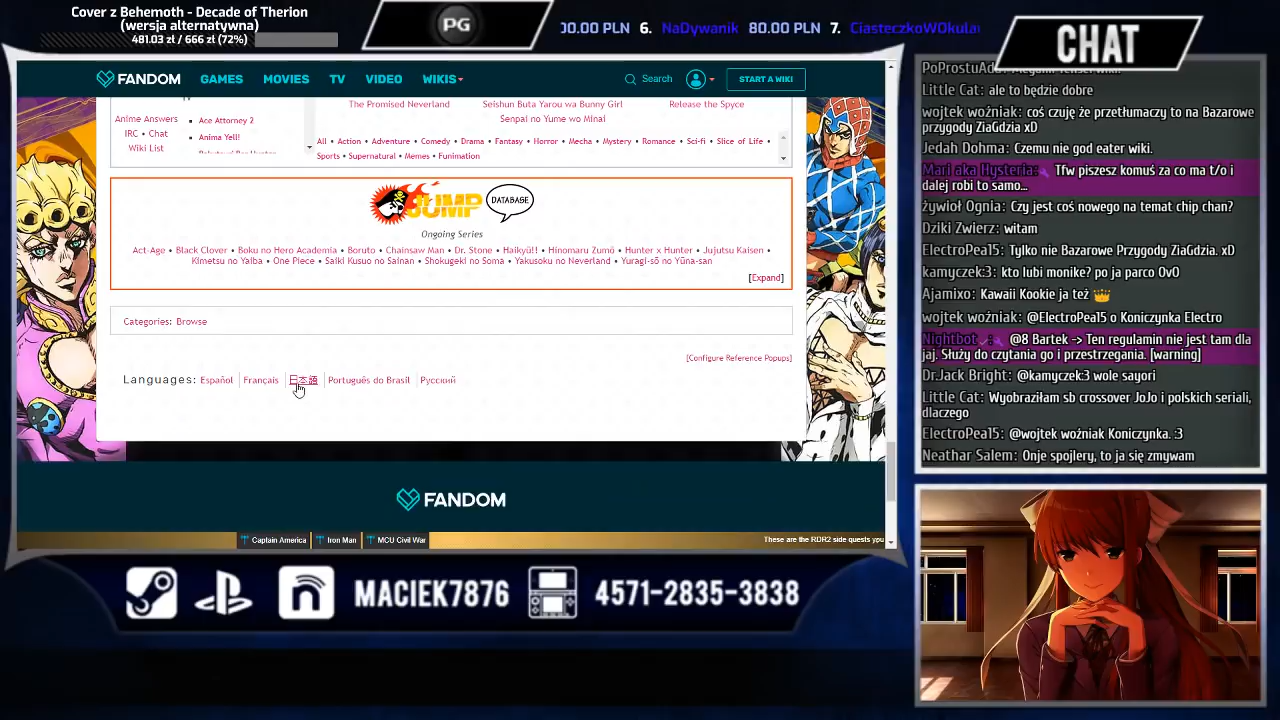 Cover z Behemoth - Decade of Therion
(wersja alternatywna)
481.03 zł / 666 zł (72%)
PG
00.00 PLN 6. NaDywanik 80.00 PLN 7. CiasteczkoWOkula
CHAT
FANDOM GAMES MOVIES TV VIDEO WIKIS Search START A WIKI
The Promised Neverland Seishun Buta Yarou wa Bunny Girl Release the Spyce
Senpai no Yume wo Minai
Anime Answers
IRC • Chat
Wiki List
Ace Attorney 2
Anima Yell!
All • Action • Adventure • Comedy • Drama • Fantasy • Horror • Mecha • Mystery • Romance • Sci-fi • Slice of Life •
Sports • Supernatural • Memes • Funimation
JUMP DATABASE
Ongoing Series
Act-Age • Black Clover • Boku no Hero Academia • Boruto • Chainsaw Man • Dr. Stone • Haikyū!! • Hinomaru Zumō • Hunter x Hunter • Jujutsu Kaisen •
Kimetsu no Yaiba • One Piece • Saiki Kusuo no Sainan • Shokugeki no Soma • Yakusoku no Neverland • Yuragi-sō no Yūna-san
[Expand]
Categories: Browse
[Configure Reference Popups]
Languages: Español Français 日本語 Português do Brasil Русский
FANDOM
Captain America Iron Man MCU Civil War These are the RDR2 side quests you
MACIEK7876 4571-2835-3838
Little Cat: ale to będzie dobre
wojtek woźniak: coś czuję że przetłumaczy to na Bazarowe
przygody ZiaGdzia xD
Jedah Dohma: Czemu nie god eater wiki.
Mari aka Hysteria: Tfw piszesz komuś za co ma t/o i
dalej robi to samo...
żywioł Ognia: Czy jest coś nowego na temat chip chan?
Dziki Zwierz: witam
ElectroPea15: Tylko nie Bazarowe Przygody ZiaGdzia. xD
kamyczek:3: kto lubi monike? po ja parco OvO
Ajamixo: Kawaii Kookie ja też
wojtek woźniak: @ElectroPea15 o Koniczynka Electro
Nightbot: @8 Bartek -> Ten regulamin nie jest tam dla
jaj. Służy do czytania go i przestrzegania. [warning]
Dr.Jack Bright: @kamyczek:3 wole sayori
Little Cat: Wyobraziłam sb crossover JoJo i polskich seriali,
dlaczego
ElectroPea15: @wojtek woźniak Koniczynka. :3
Neathar Salem: Onje spojlery, to ja się zmywam